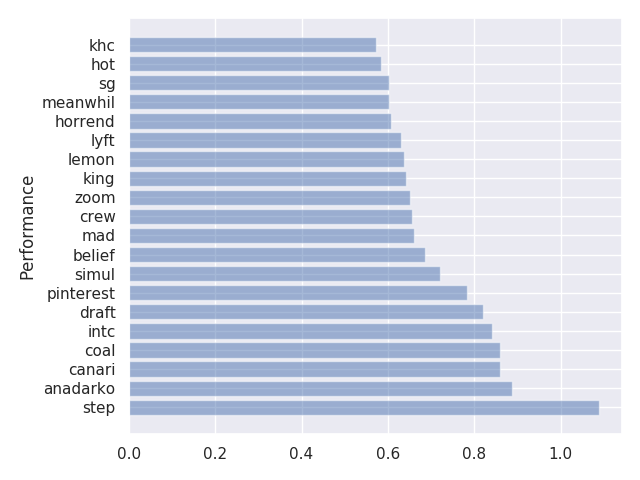 khc
hot
sg
meanwhil
horrend
lyft
lemon
king
zoom
crew
mad
belief
simul
pinterest
draft
intc
coal
canari
anadarko
step
Performance
0.0 0.2 0.4 0.6 0.8 1.0